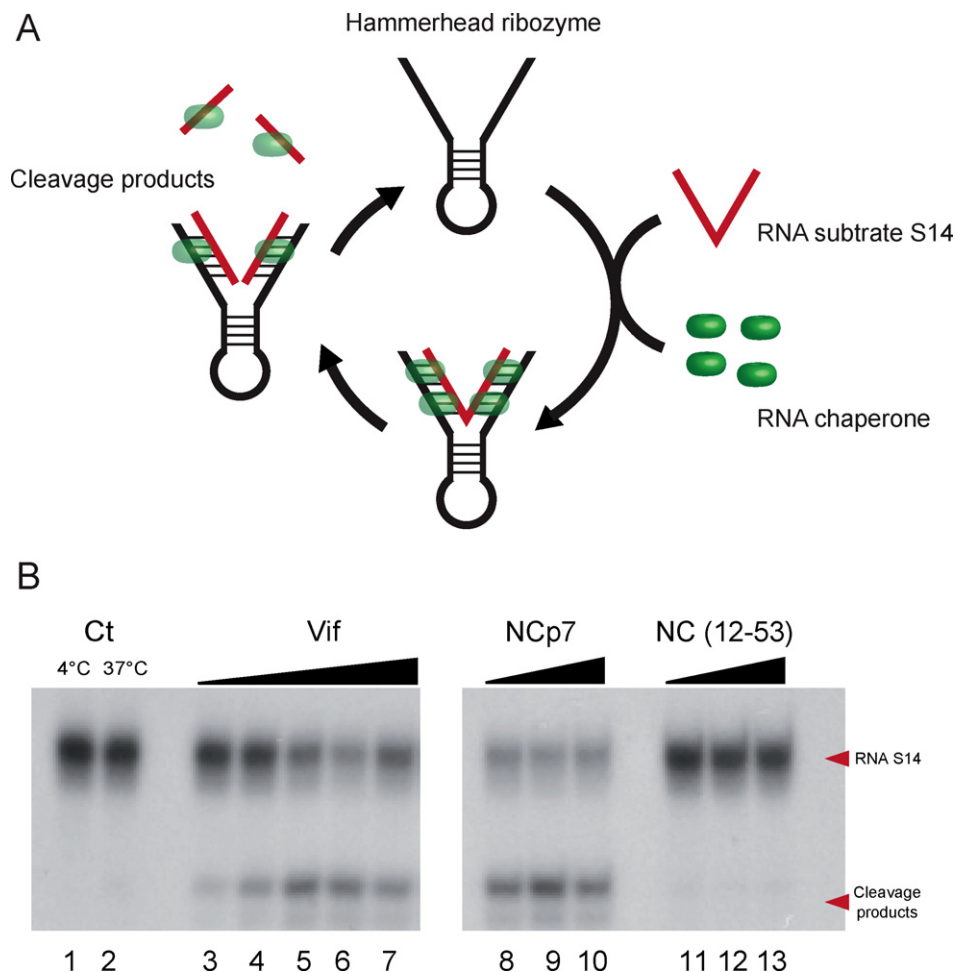 A
Hammerhead ribozyme
Cleavage products
RNA subtrate S14
RNA chaperone
B
Ct
Vif
NCp7
NC (12-53)
4°C 37°C
RNA S14
Cleavage
products
1 2 3 4 5 6 7 8 9 10 11 12 13